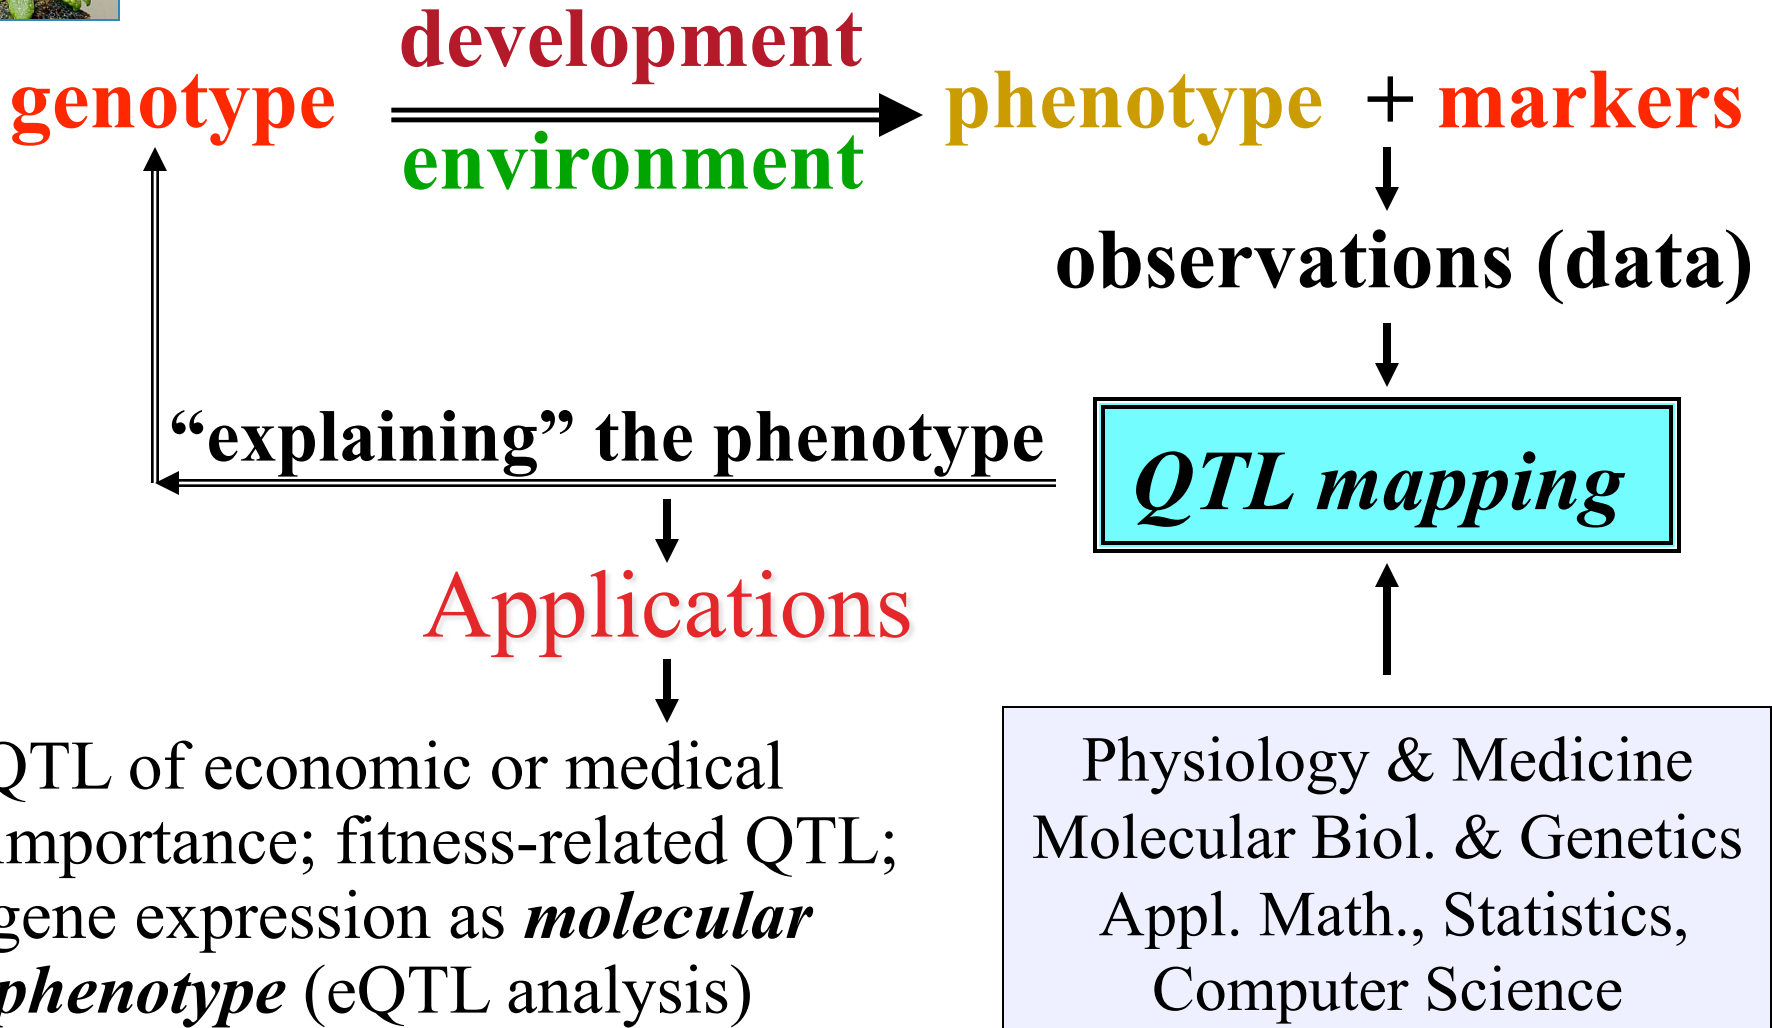 development
genotype
phenotype + markers
environment
observations (data)
“explaining” the phenotype
QTL mapping
Applications
QTL of economic or medical
importance; fitness-related QTL;
gene expression as molecular
phenotype (eQTL analysis)
Physiology & Medicine
Molecular Biol. & Genetics
Appl. Math., Statistics,
Computer Science